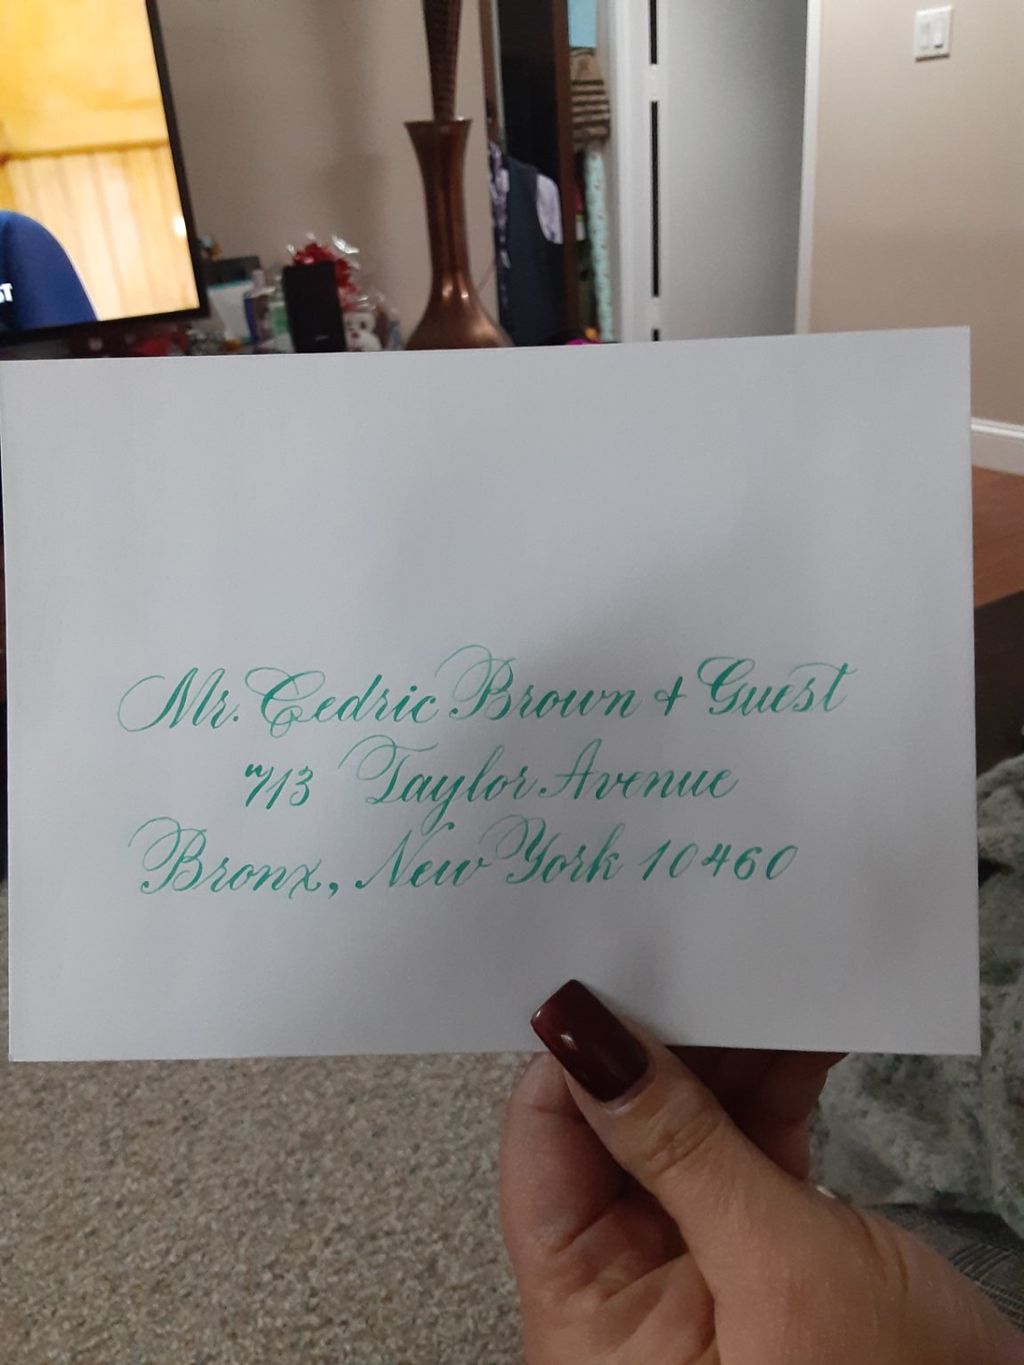 Mr. Cedric Brown + Guest
713 Taylor Avenue
Bronx, New York 10460